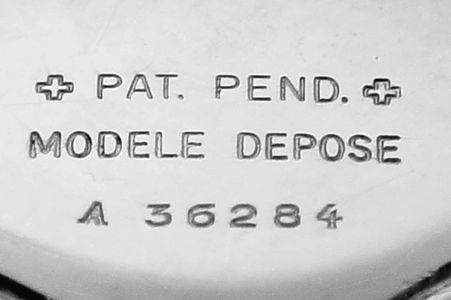 PAT. PEND.
MODELE DEPOSE
A 36284